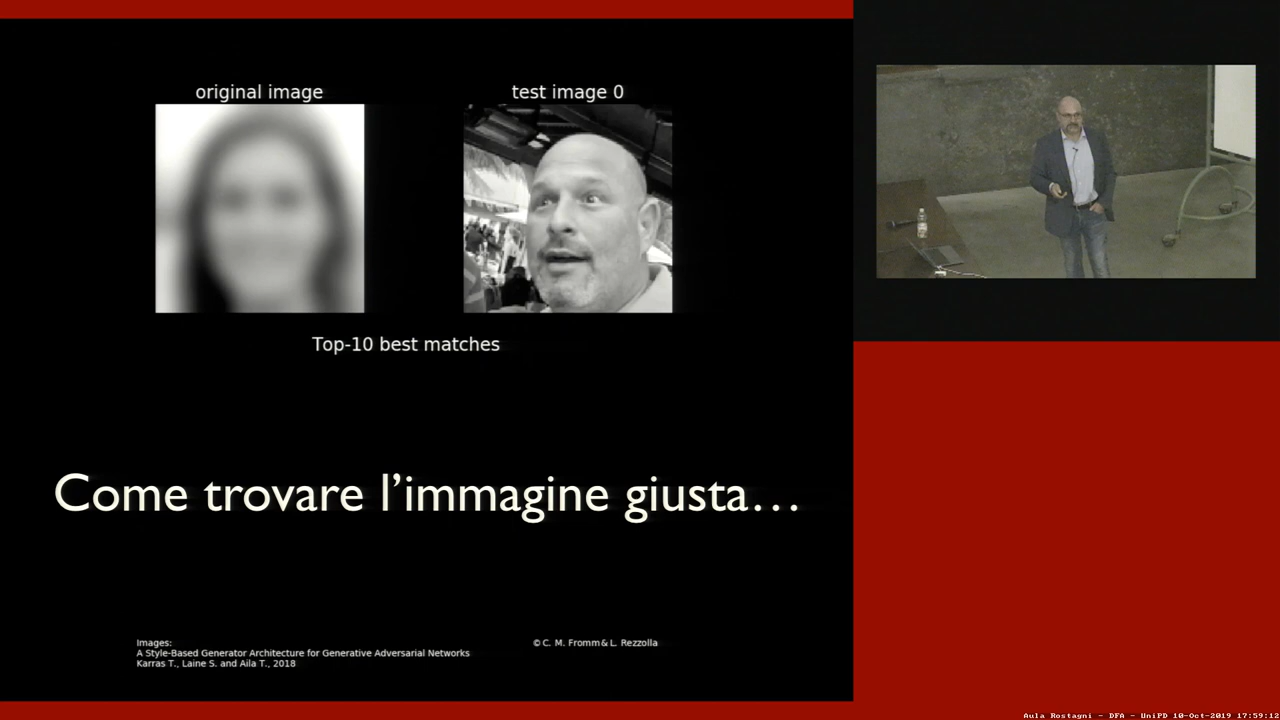 original image
test image 0
Top-10 best matches
Come trovare l’immagine giusta…
Images:
A Style-Based Generator Architecture for Generative Adversarial Networks
Karras T., Laine S. and Aila T., 2018
© C. M. Fromm & L. Rezzolla
Aula Rostagni - DFA - UniPD 10-Oct-2019 17:59:12